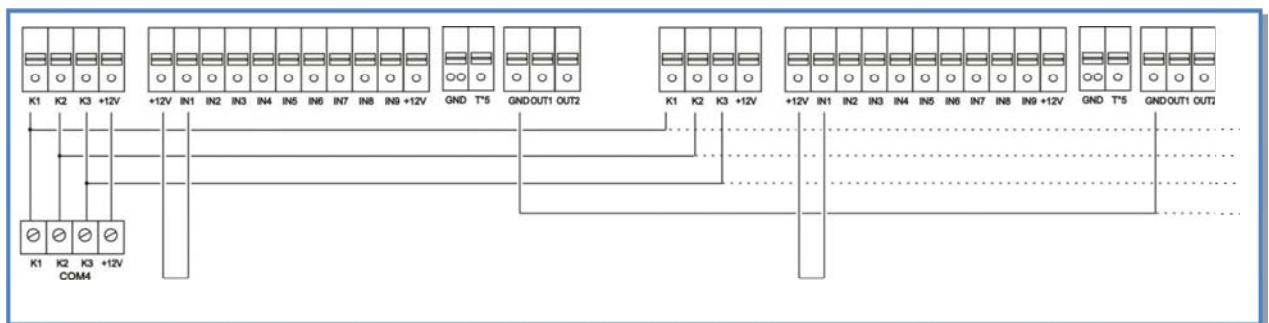 K1 K2 K3 +12V +12V IN1 IN2 IN3 IN4 IN5 IN6 IN7 IN8 IN9 +12V GND T*5 GND OUT1 OUT2 K1 K2 K3 +12V +12V IN1 IN2 IN3 IN4 IN5 IN6 IN7 IN8 IN9 +12V GND T*5 GND OUT1 OUT2
K1 K2 K3 +12V
COM4